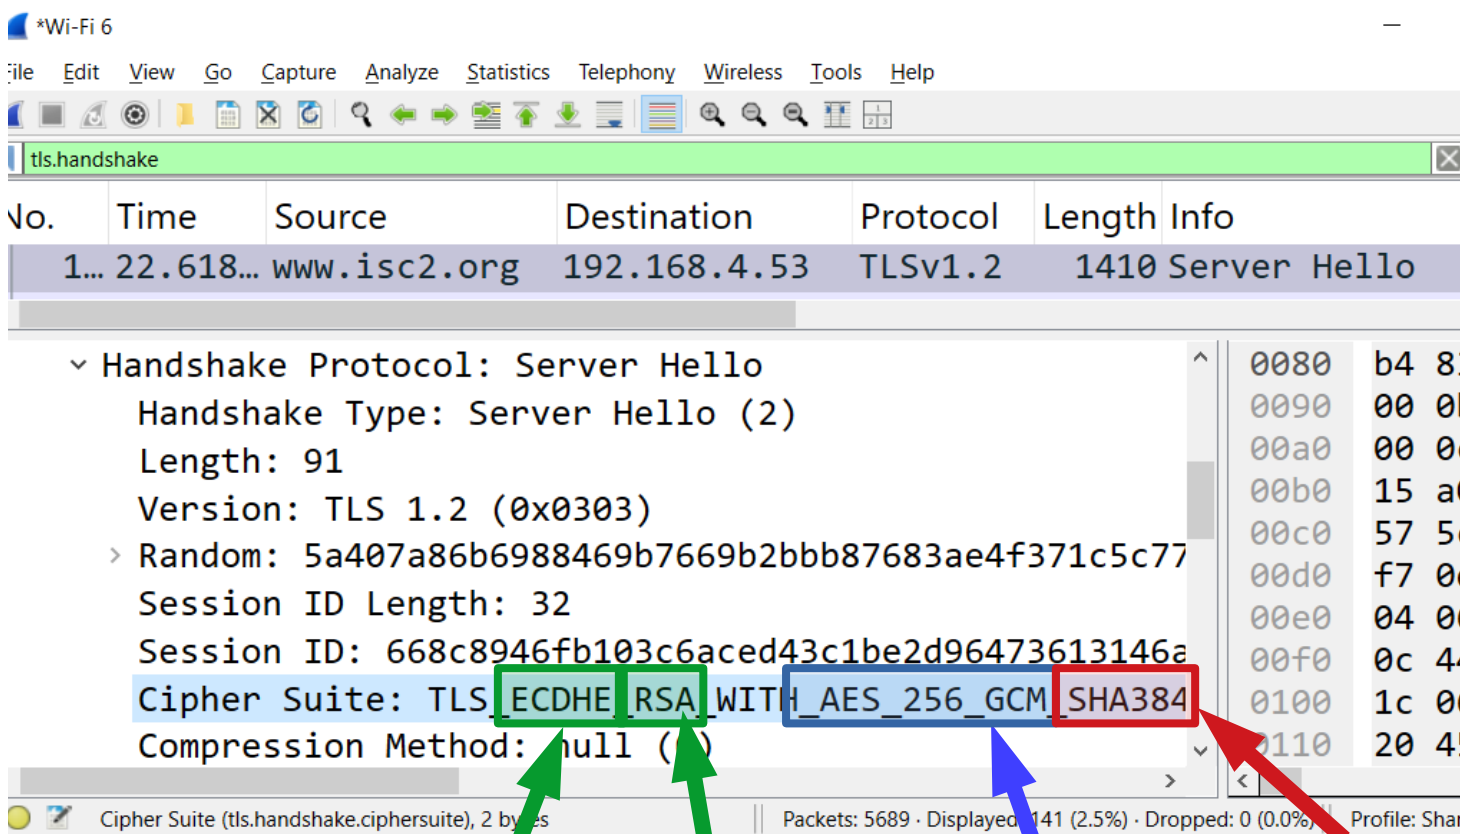 *Wi-Fi 6
File Edit View Go Capture Analyze Statistics Telephony Wireless Tools Help
tls.handshake
No. Time Source Destination Protocol Length Info
1… 22.618… www.isc2.org 192.168.4.53 TLSv1.2 1410 Server Hello
Handshake Protocol: Server Hello
Handshake Type: Server Hello (2)
Length: 91
Version: TLS 1.2 (0x0303)
Random: 5a407a86b6988469b7669b2bbb87683ae4f371c5c77
Session ID Length: 32
Session ID: 668c8946fb103c6aced43c1be2d96473613146a
Cipher Suite: TLS_ECDHE_RSA_WITH_AES_256_GCM_SHA384
Compression Method: null (0)
0080 b4
0090 00
00a0 00
00b0 15
00c0 57
00d0 f7
00e0 04
00f0 0c
0100 1c
0110 20
Cipher Suite (tls.handshake.ciphersuite), 2 bytes
Packets: 5689 · Displayed: 141 (2.5%) · Dropped: 0 (0.0%)
Profile: